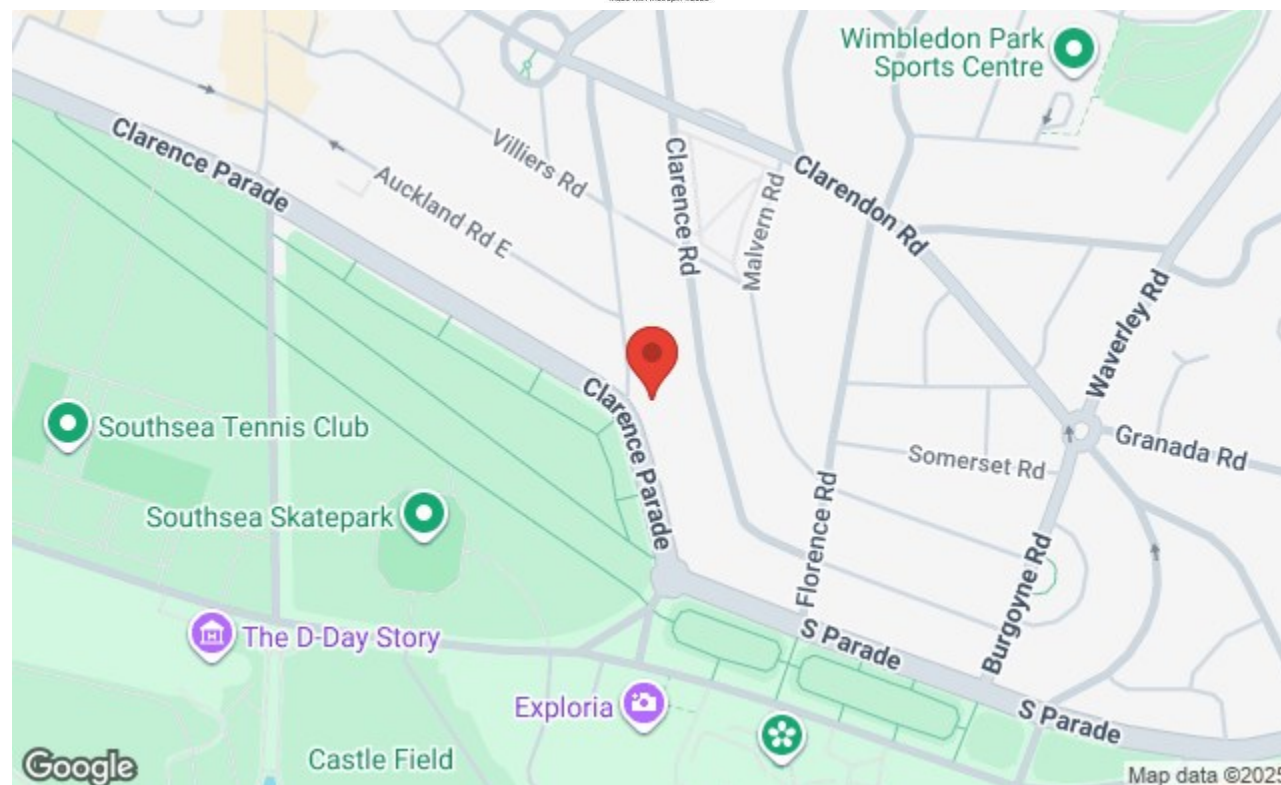 Wimbledon Park
Sports Centre
Clarence Parade
Villiers Rd
Auckland Rd E
Clarence Rd
Malvern Rd
Clarendon Rd
Waverley Rd
Clarence Parade
Southsea Tennis Club
Somerset Rd
Granada Rd
Southsea Skatepark
Florence Rd
Burgoyne Rd
The D-Day Story
S Parade
Exploria
S Parade
Castle Field
Google
Map data ©2025